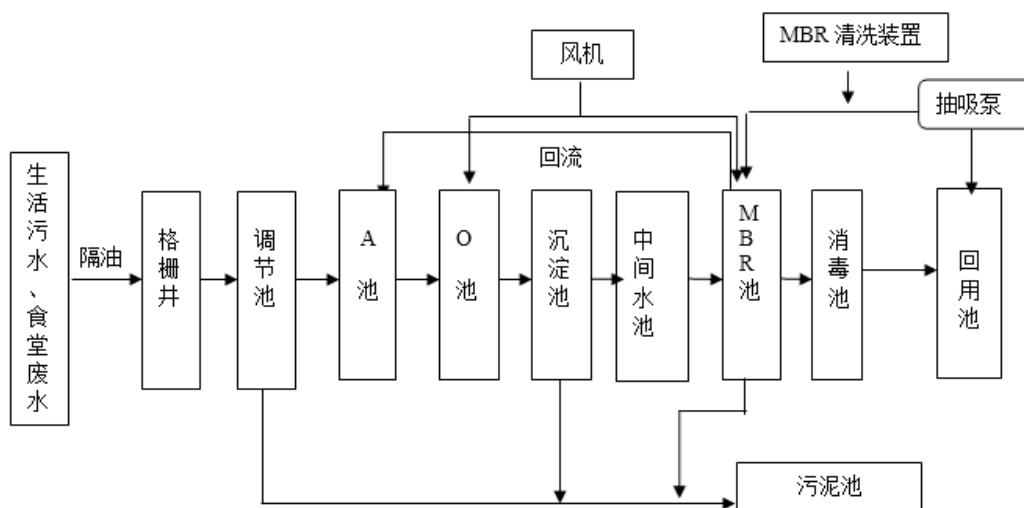 MBR 清洗装置
风机
抽吸泵
回流
生活污水、食堂废水
隔油
格栅井
调节池
A池
O池
沉淀池
中间水池
MBR池
消毒池
回用池
污泥池